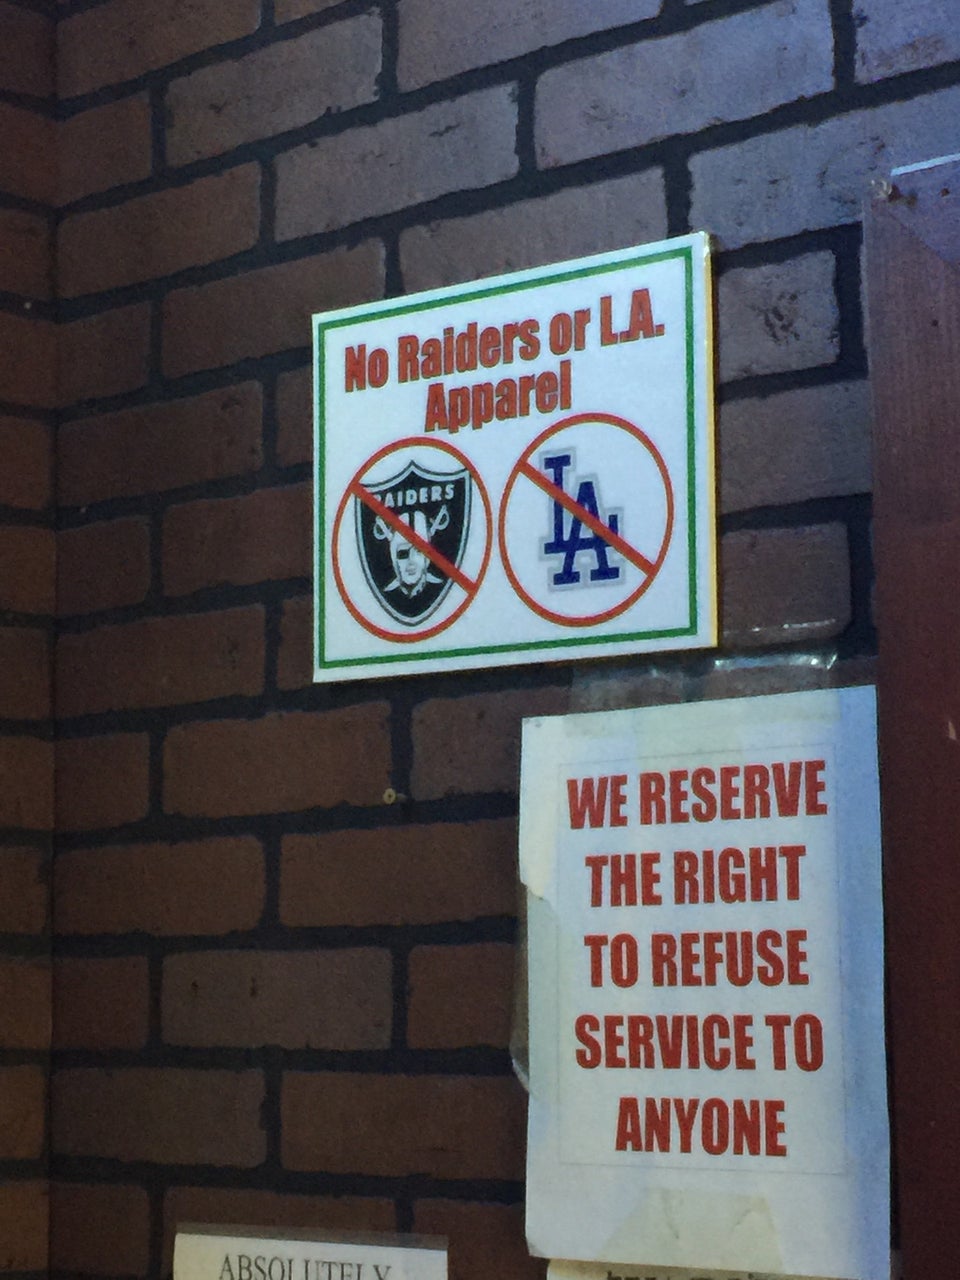 No Raiders or L.A.
Apparel
RAIDERS
LA
WE RESERVE
THE RIGHT
TO REFUSE
SERVICE TO
ANYONE
ABSOLUTELY